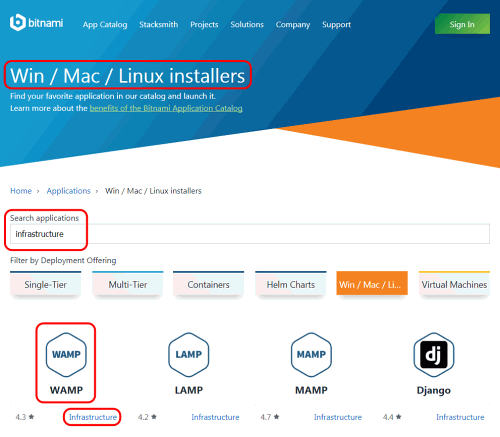 bitnami
App Catalog Stacksmith Projects Solutions Company Support Sign In
Win / Mac / Linux installers
Find your favorite application in our catalog and launch it.
Learn more about the benefits of the Bitnami Application Catalog
Home › Applications › Win / Mac / Linux installers
Search applications
infrastructure
Filter by Deployment Offering
Single-Tier Multi-Tier Containers Helm Charts Win / Mac / Li... Virtual Machines
WAMP LAMP MAMP dj
WAMP LAMP MAMP Django
4.3 ★ Infrastructure 4.2 ★ Infrastructure 4.7 ★ Infrastructure 4.4 ★ Infrastructure